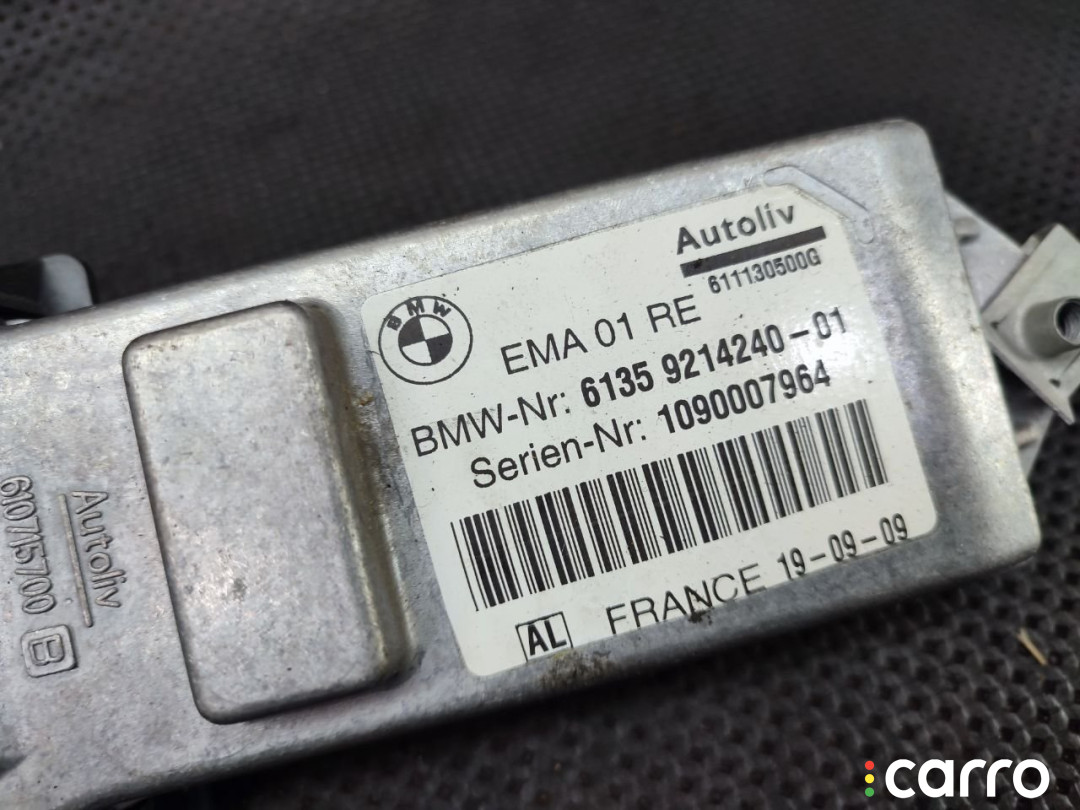 Autoliv
611130500G
BMW
EMA 01 RE
BMW-Nr: 6135 9214240-01
Serien-Nr: 1090007964
AL FRANCE 19-09-09
Autoliv
610715700 B
carro